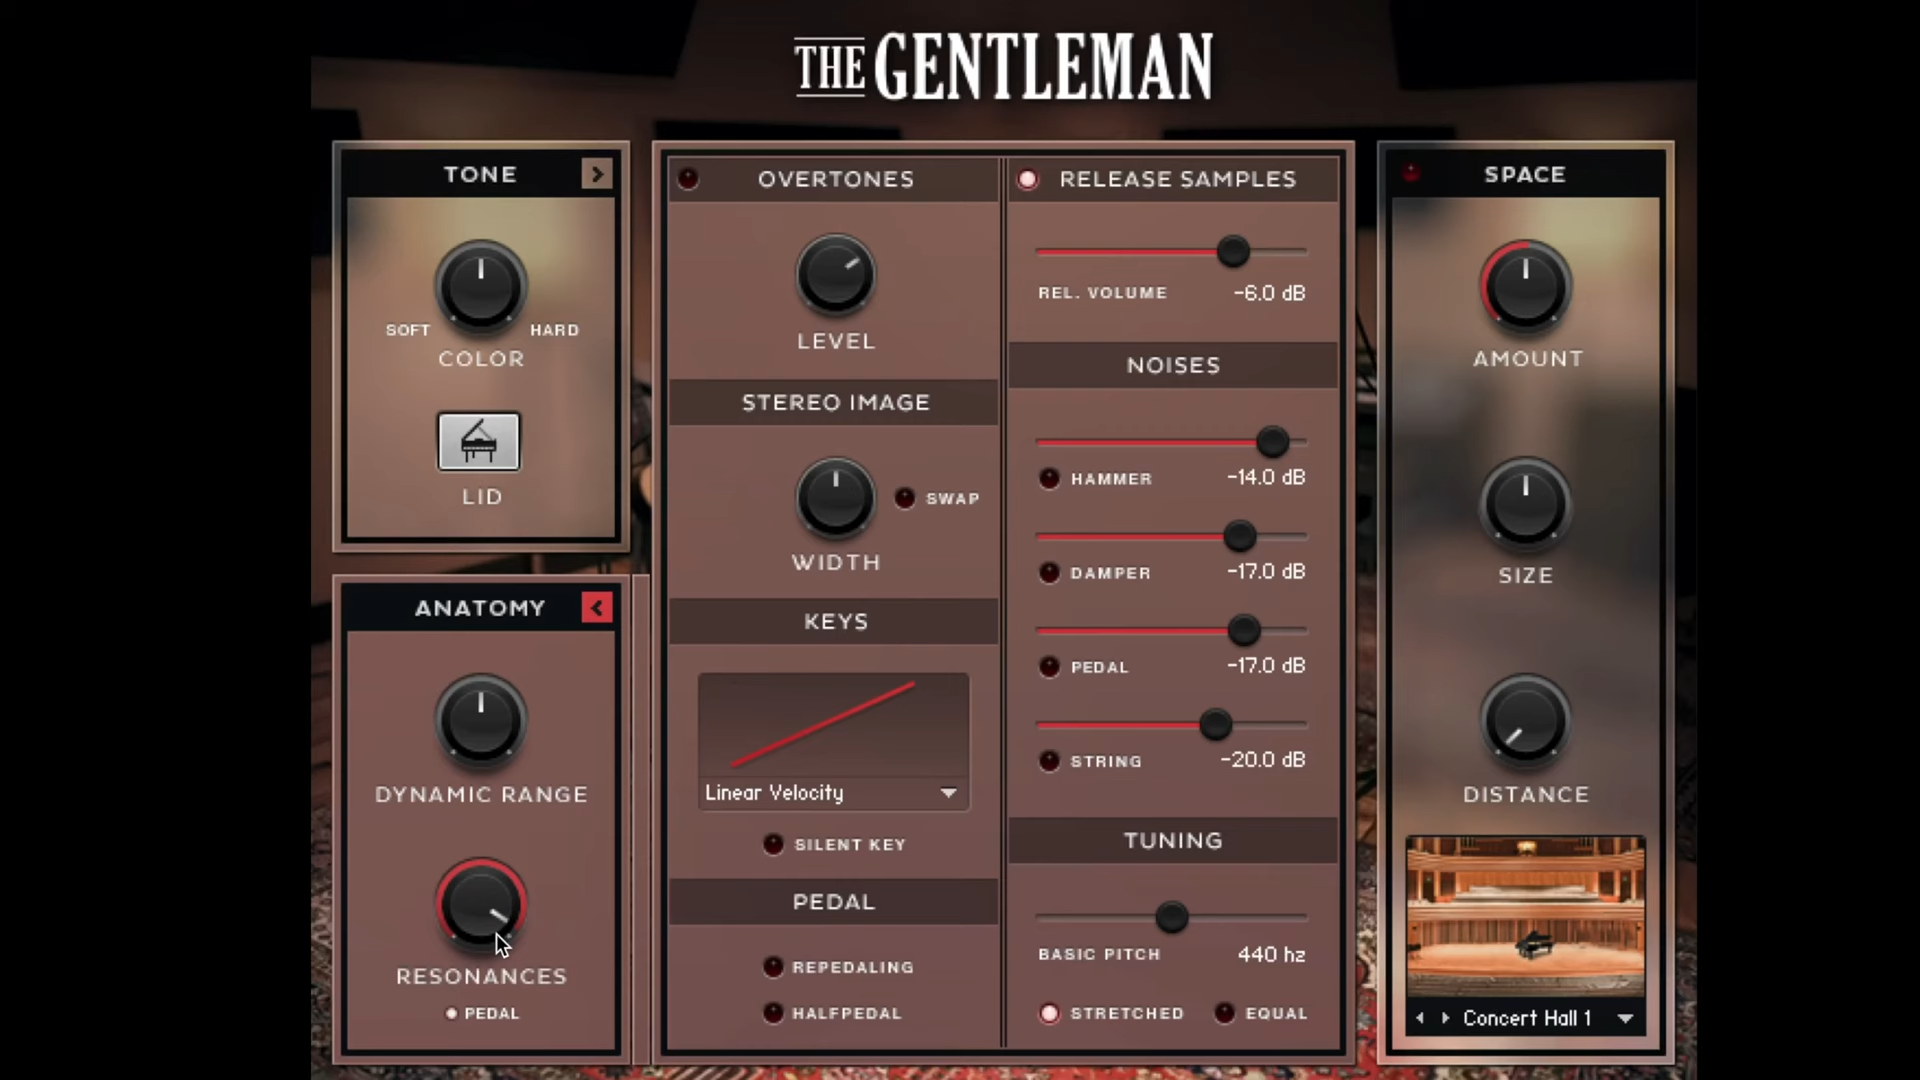 THE GENTLEMAN
TONE
SOFT
HARD
COLOR
LID
ANATOMY
DYNAMIC RANGE
RESONANCES
PEDAL
OVERTONES
LEVEL
STEREO IMAGE
SWAP
WIDTH
KEYS
Linear Velocity
SILENT KEY
PEDAL
REPEDALING
HALFPEDAL
RELEASE SAMPLES
REL. VOLUME -6.0 dB
NOISES
HAMMER -14.0 dB
DAMPER -17.0 dB
PEDAL -17.0 dB
STRING -20.0 dB
TUNING
BASIC PITCH 440 hz
STRETCHED EQUAL
SPACE
AMOUNT
SIZE
DISTANCE
Concert Hall 1